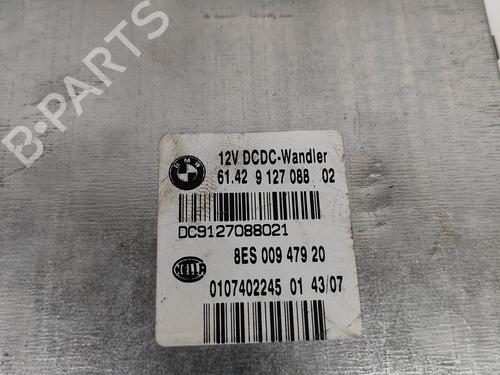 B-PARTS
BMW
12V DCDC-Wandler
61.42 9 127 088 02
DC9127088021
8ES 009 479 20
HELLA
0107402245 01 43/07